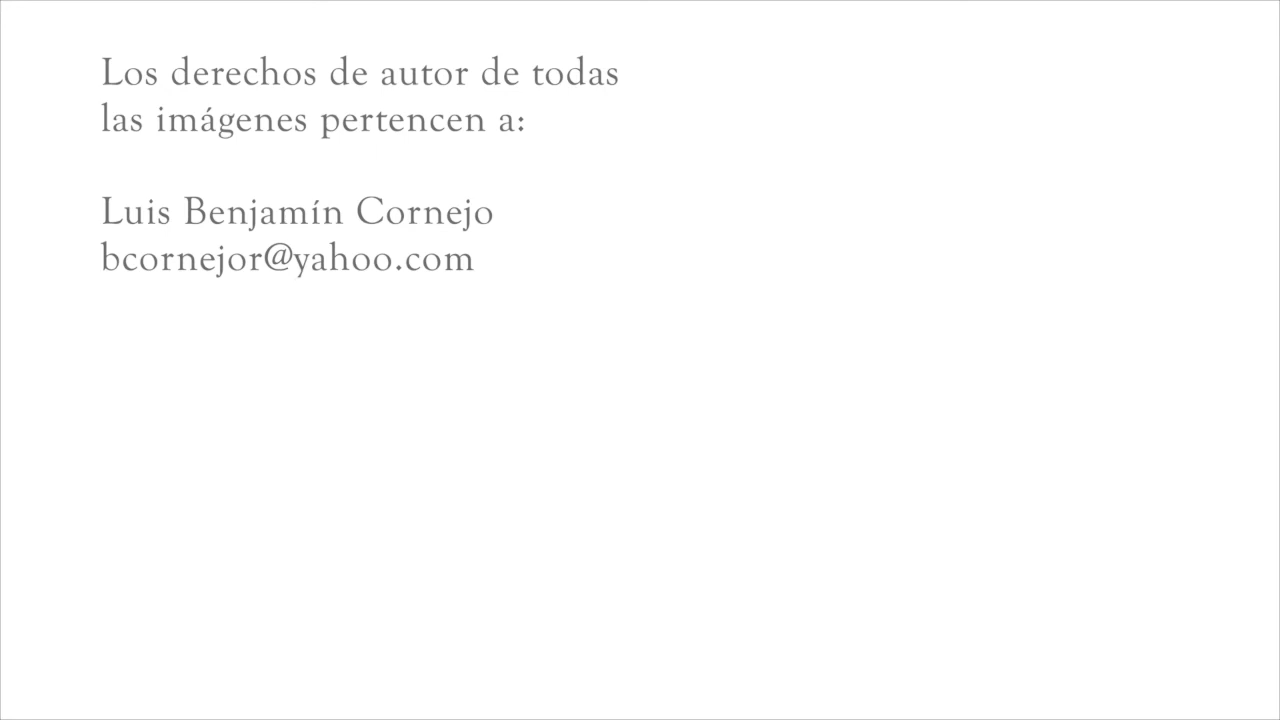 Los derechos de autor de todas
las imágenes pertencen a:
Luis Benjamín Cornejo
bcornejor@yahoo.com